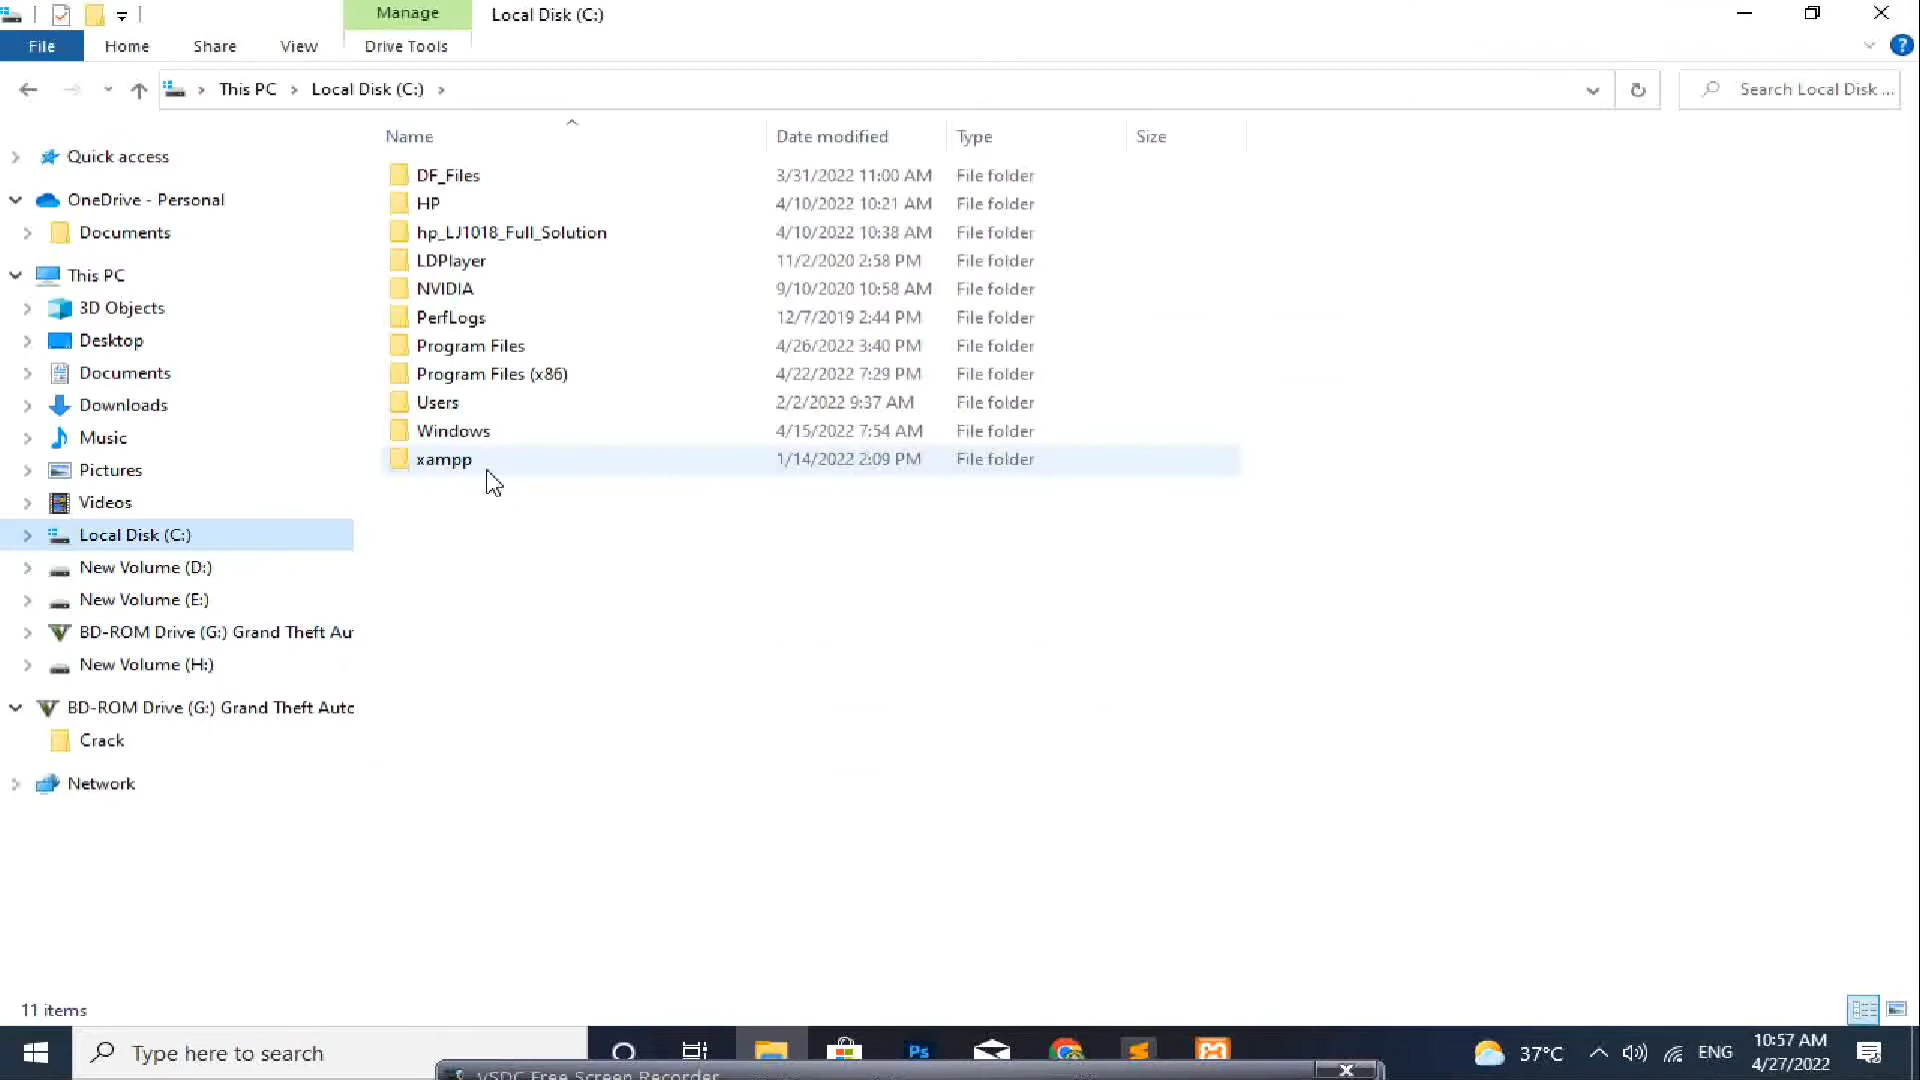 Manage
Local Disk (C:)
File
Home
Share
View
Drive Tools
?
This PC
Local Disk (C:)
Search Local Disk ...
Name
Date modified
Type
Size
Quick access
OneDrive - Personal
Documents
This PC
3D Objects
Desktop
Documents
Downloads
Music
Pictures
Videos
Local Disk (C:)
New Volume (D:)
New Volume (E:)
BD-ROM Drive (G:) Grand Theft Aut
New Volume (H:)
BD-ROM Drive (G:) Grand Theft Auto
Crack
Network
DF_Files 3/31/2022 11:00 AM File folder
HP 4/10/2022 10:21 AM File folder
hp_LJ1018_Full_Solution 4/10/2022 10:38 AM File folder
LDPlayer 11/2/2020 2:58 PM File folder
NVIDIA 9/10/2020 10:58 AM File folder
PerfLogs 12/7/2019 2:44 PM File folder
Program Files 4/26/2022 3:40 PM File folder
Program Files (x86) 4/22/2022 7:29 PM File folder
Users 2/2/2022 9:37 AM File folder
Windows 4/15/2022 7:54 AM File folder
xampp 1/14/2022 2:09 PM File folder
11 items
Type here to search
Ps
37°C
ENG
10:57 AM
4/27/2022
VSDC Free Screen Recorder